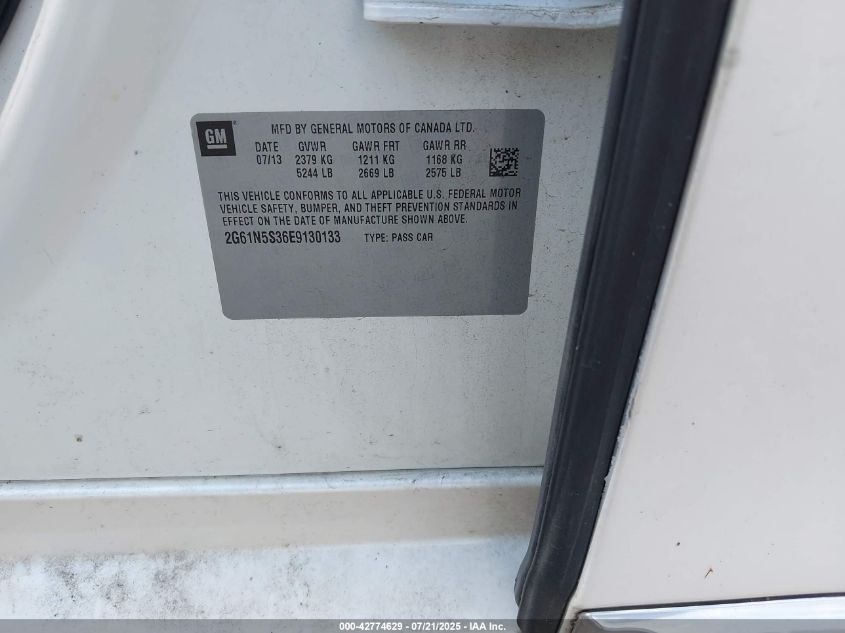 GM
MFD BY GENERAL MOTORS OF CANADA LTD.
DATE GVWR GAWR FRT GAWR RR
07/13 2379 KG 1211 KG 1168 KG
5244 LB 2669 LB 2575 LB
THIS VEHICLE CONFORMS TO ALL APPLICABLE U.S. FEDERAL MOTOR
VEHICLE SAFETY, BUMPER, AND THEFT PREVENTION STANDARDS IN
EFFECT ON THE DATE OF MANUFACTURE SHOWN ABOVE.
2G61N5S36E9130133 TYPE: PASS CAR
000-42774629 - 07/21/2025 - IAA Inc.